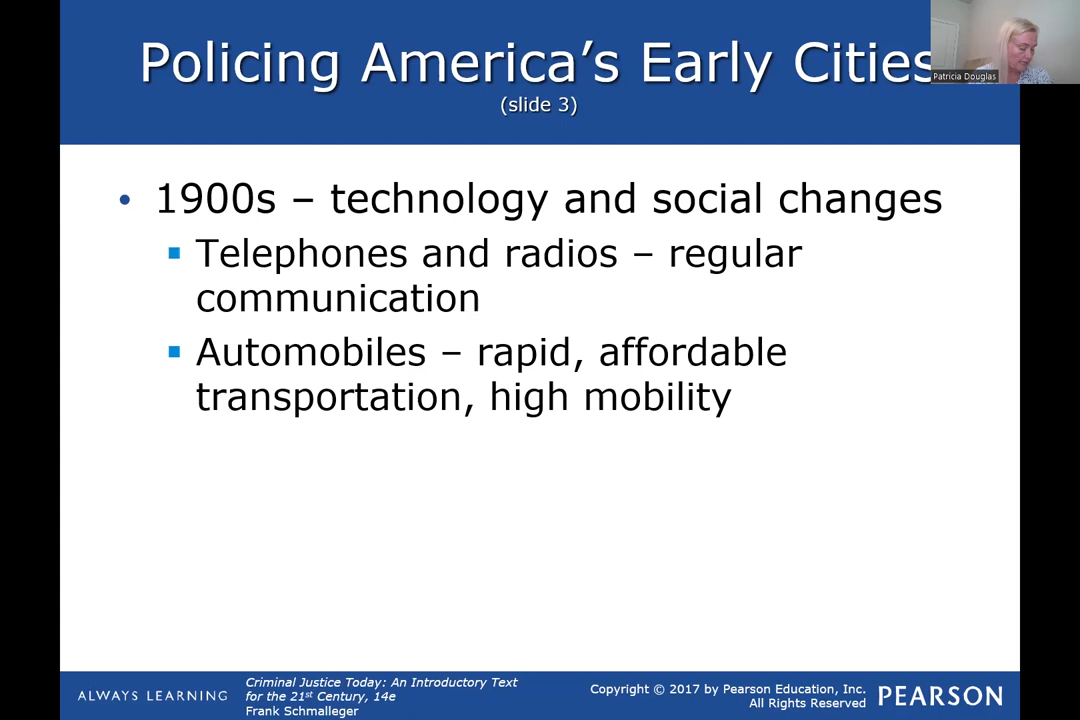 Policing America's Early Cities
(slide 3)
Patricia Douglas
• 1900s – technology and social changes
▪ Telephones and radios – regular
communication
▪ Automobiles – rapid, affordable
transportation, high mobility
ALWAYS LEARNING
Criminal Justice Today: An Introductory Text
for the 21st Century, 14e
Frank Schmalleger
Copyright © 2017 by Pearson Education, Inc.
All Rights Reserved
PEARSON